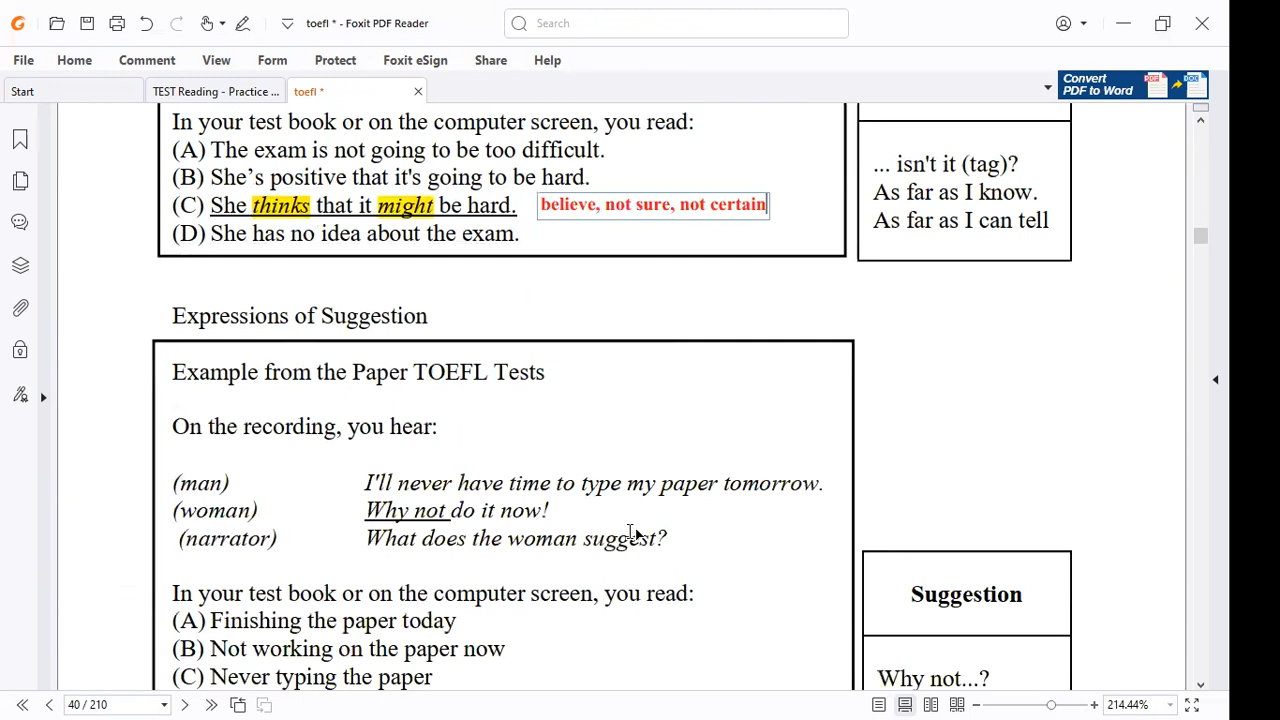 toefl * - Foxit PDF Reader
Search
File Home Comment View Form Protect Foxit eSign Share Help
Start
TEST Reading - Practice ...
toefl *
Convert
PDF to Word
PDF
DOC
In your test book or on the computer screen, you read:
(A) The exam is not going to be too difficult.
(B) She's positive that it's going to be hard.
(C) She thinks that it might be hard. believe, not sure, not certain
(D) She has no idea about the exam.
... isn't it (tag)?
As far as I know.
As far as I can tell
Expressions of Suggestion
Example from the Paper TOEFL Tests
On the recording, you hear:
(man) I'll never have time to type my paper tomorrow.
(woman) Why not do it now!
(narrator) What does the woman suggest?
In your test book or on the computer screen, you read:
(A) Finishing the paper today
(B) Not working on the paper now
(C) Never typing the paper
Suggestion
Why not...?
40 / 210
214.44%